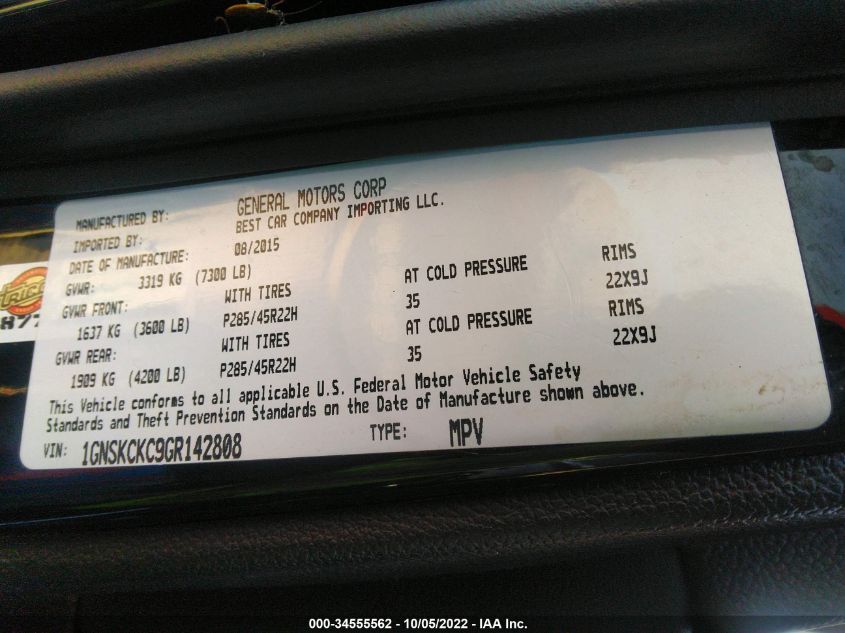 MANUFACTURED BY: GENERAL MOTORS CORP
IMPORTED BY: BEST CAR COMPANY IMPORTING LLC.
DATE OF MANUFACTURE: 08/2015
GVWR: 3319 KG (7300 LB)
GVWR FRONT: WITH TIRES AT COLD PRESSURE RIMS
1637 KG (3600 LB) P285/45R22H 35 22X9J
GVWR REAR: WITH TIRES AT COLD PRESSURE RIMS
1909 KG (4200 LB) P285/45R22H 35 22X9J
This Vehicle conforms to all applicable U.S. Federal Motor Vehicle Safety
Standards and Theft Prevention Standards on the Date of Manufacture shown above.
VIN: 1GNSKCKC9GR142808 TYPE: MPV
877
000-34555562 - 10/05/2022 - IAA Inc.